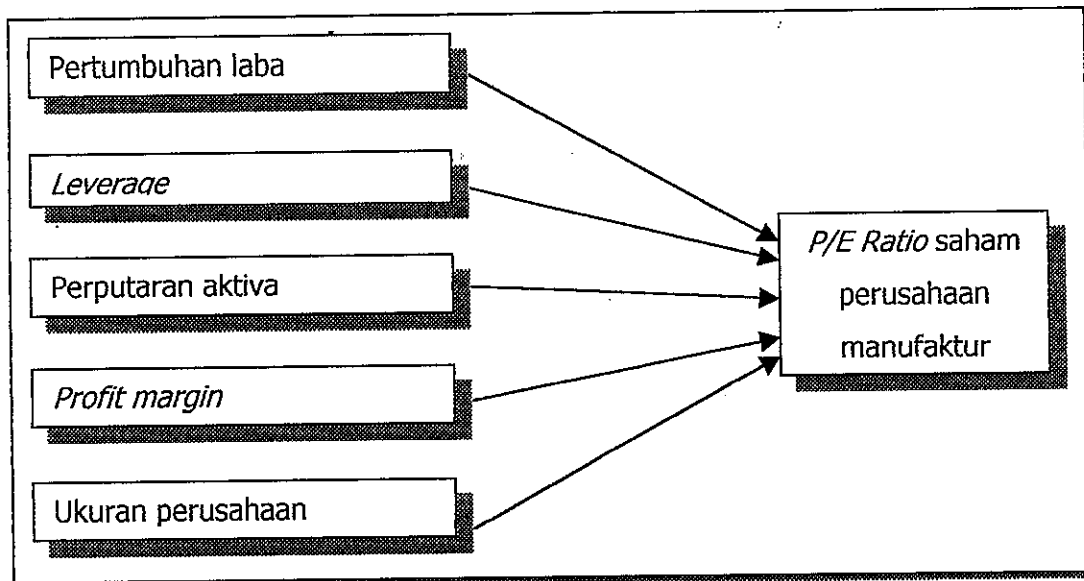 Pertumbuhan laba
Leverage
Perputaran aktiva
Profit margin
Ukuran perusahaan
P/E Ratio saham
perusahaan
manufaktur